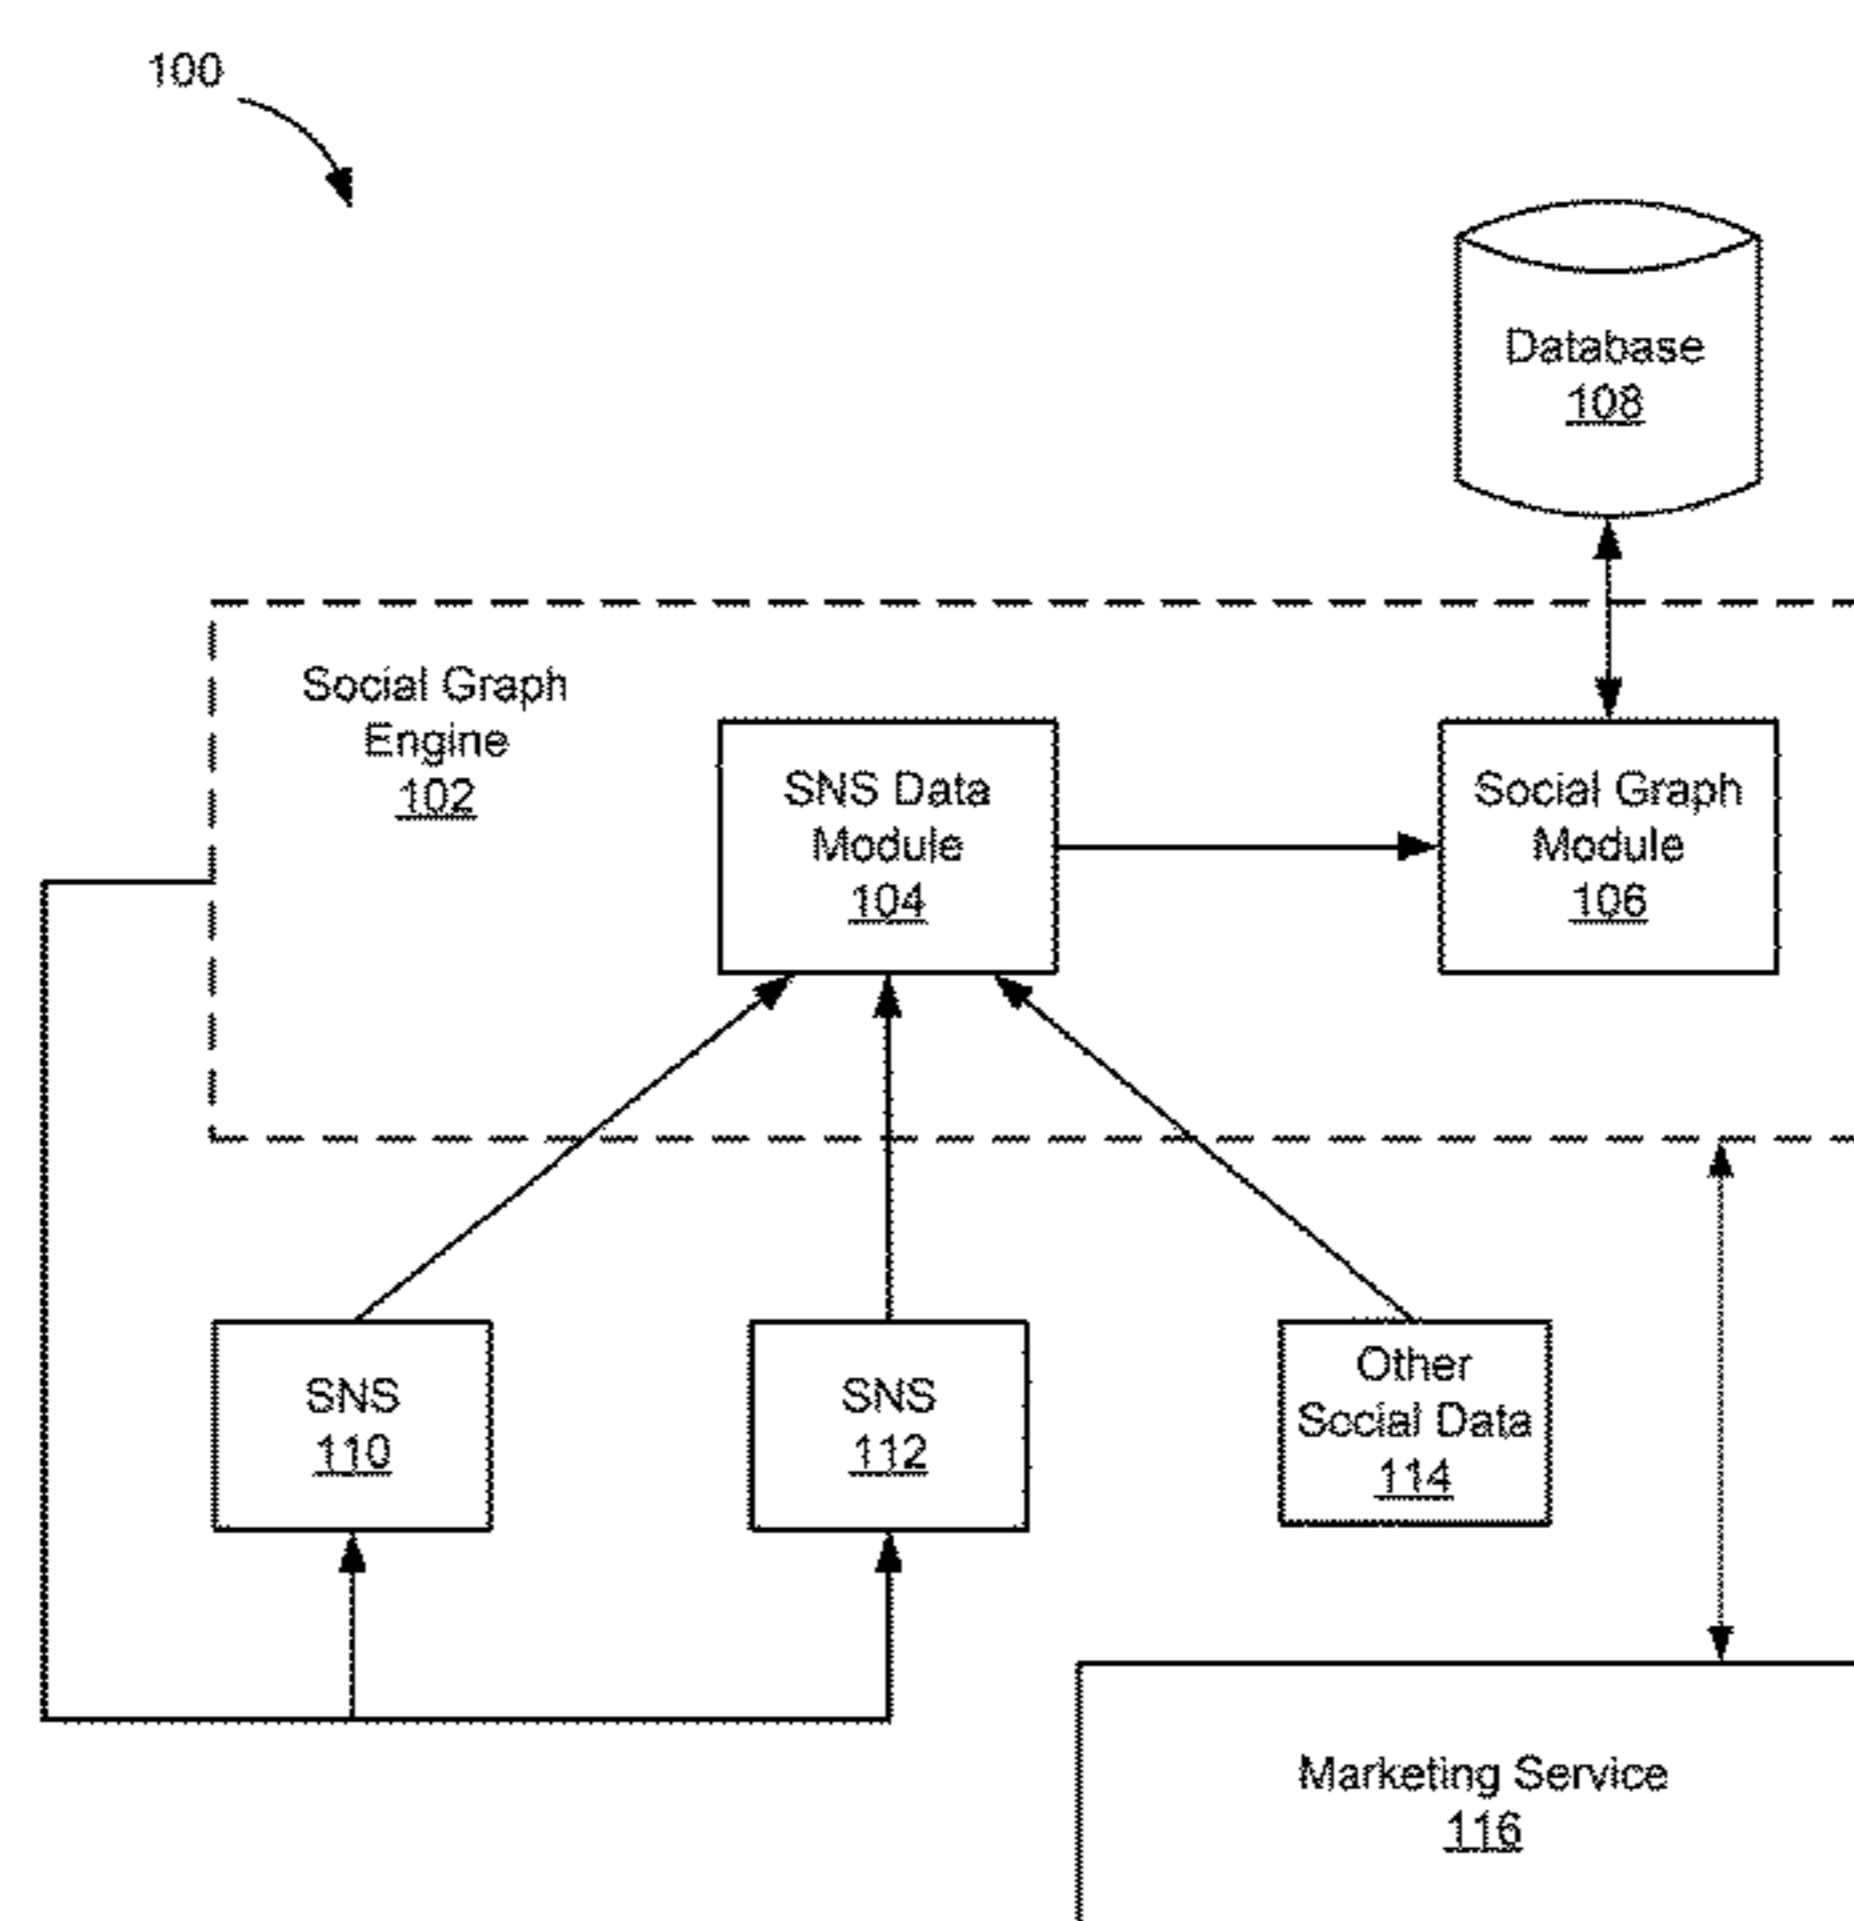 100
Database
108
Social Graph
Engine
102
SNS Data
Module
104
Social Graph
Module
106
SNS
110
SNS
112
Other
Social Data
114
Marketing Service
116